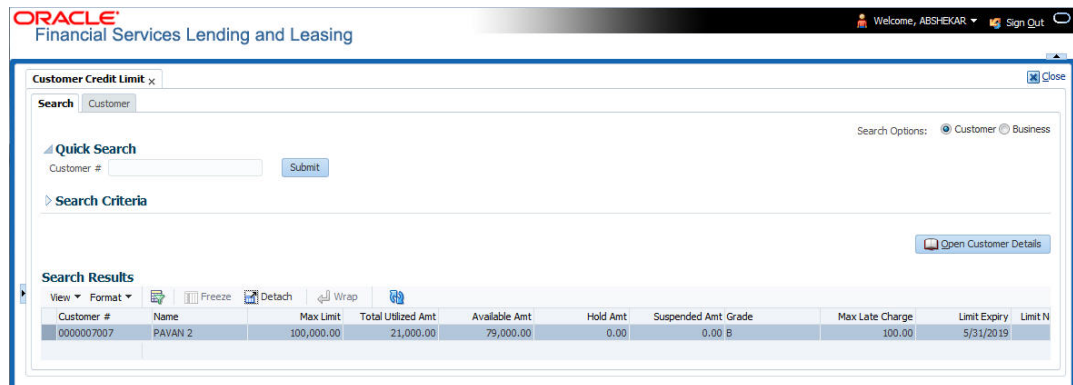 ORACLE
Financial Services Lending and Leasing
Welcome, ABSHEKAR
Sign Out
Customer Credit Limit
Close
Search Customer
Search Options: Customer Business
Quick Search
Customer # Submit
Search Criteria
Open Customer Details
Search Results
View Format Freeze Detach Wrap
Customer # Name Max Limit Total Utilized Amt Available Amt Hold Amt Suspended Amt Grade Max Late Charge Limit Expiry Limit N
0000007007 PAVAN 2 100,000.00 21,000.00 79,000.00 0.00 0.00 B 100.00 5/31/2019